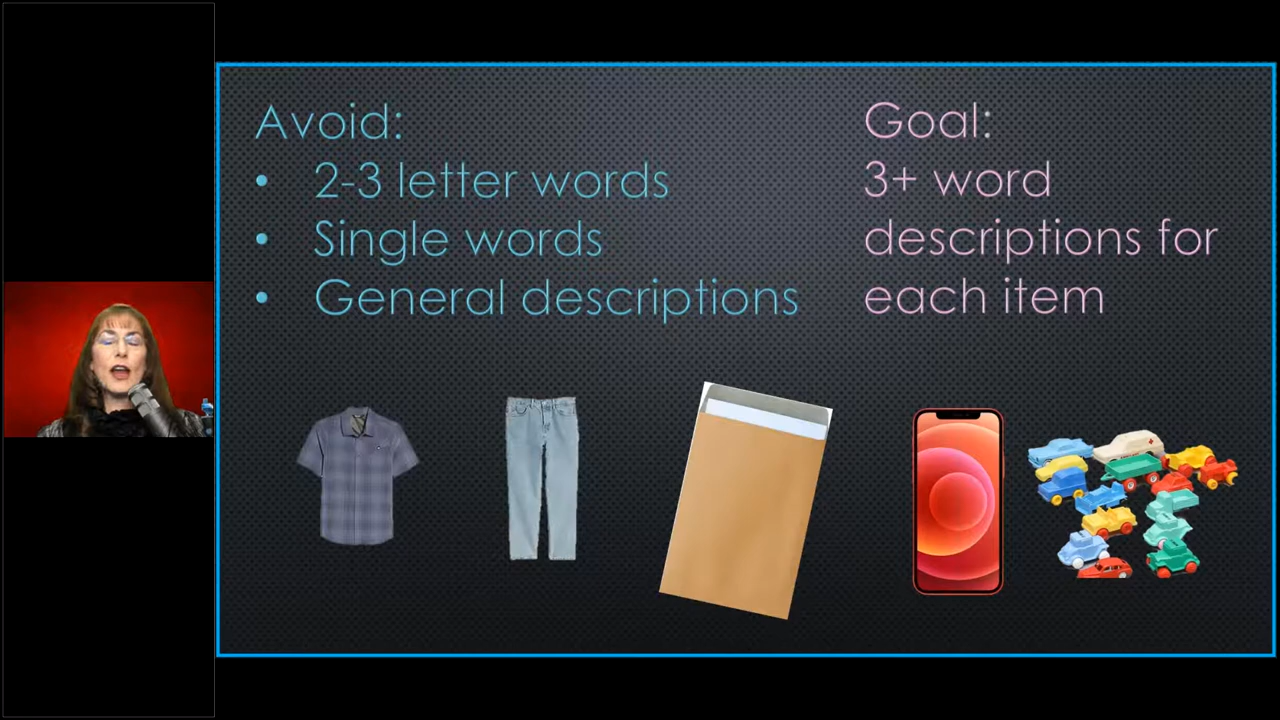 Avoid:
• 2-3 letter words
• Single words
• General descriptions
Goal:
3+ word
descriptions for
each item